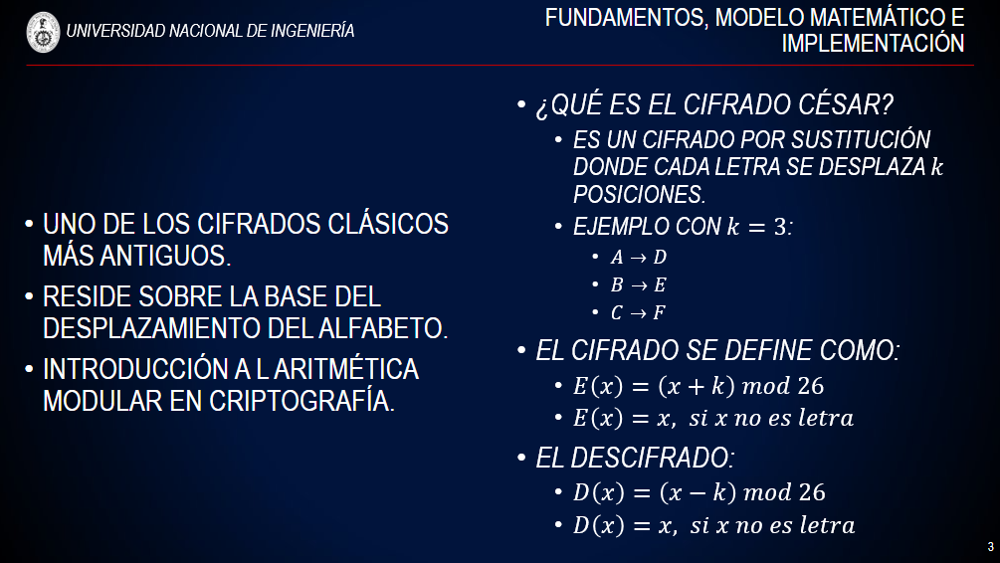 UNIVERSIDAD NACIONAL DE INGENIERÍA
FUNDAMENTOS, MODELO MATEMÁTICO E
IMPLEMENTACIÓN
• UNO DE LOS CIFRADOS CLÁSICOS
MÁS ANTIGUOS.
• RESIDE SOBRE LA BASE DEL
DESPLAZAMIENTO DEL ALFABETO.
• INTRODUCCIÓN A L ARITMÉTICA
MODULAR EN CRIPTOGRAFÍA.
• ¿QUÉ ES EL CIFRADO CÉSAR?
• ES UN CIFRADO POR SUSTITUCIÓN
DONDE CADA LETRA SE DESPLAZA k
POSICIONES.
• EJEMPLO CON k = 3:
• A → D
• B → E
• C → F
• EL CIFRADO SE DEFINE COMO:
• E(x) = (x + k) mod 26
• E(x) = x, si x no es letra
• EL DESCIFRADO:
• D(x) = (x − k) mod 26
• D(x) = x, si x no es letra
3